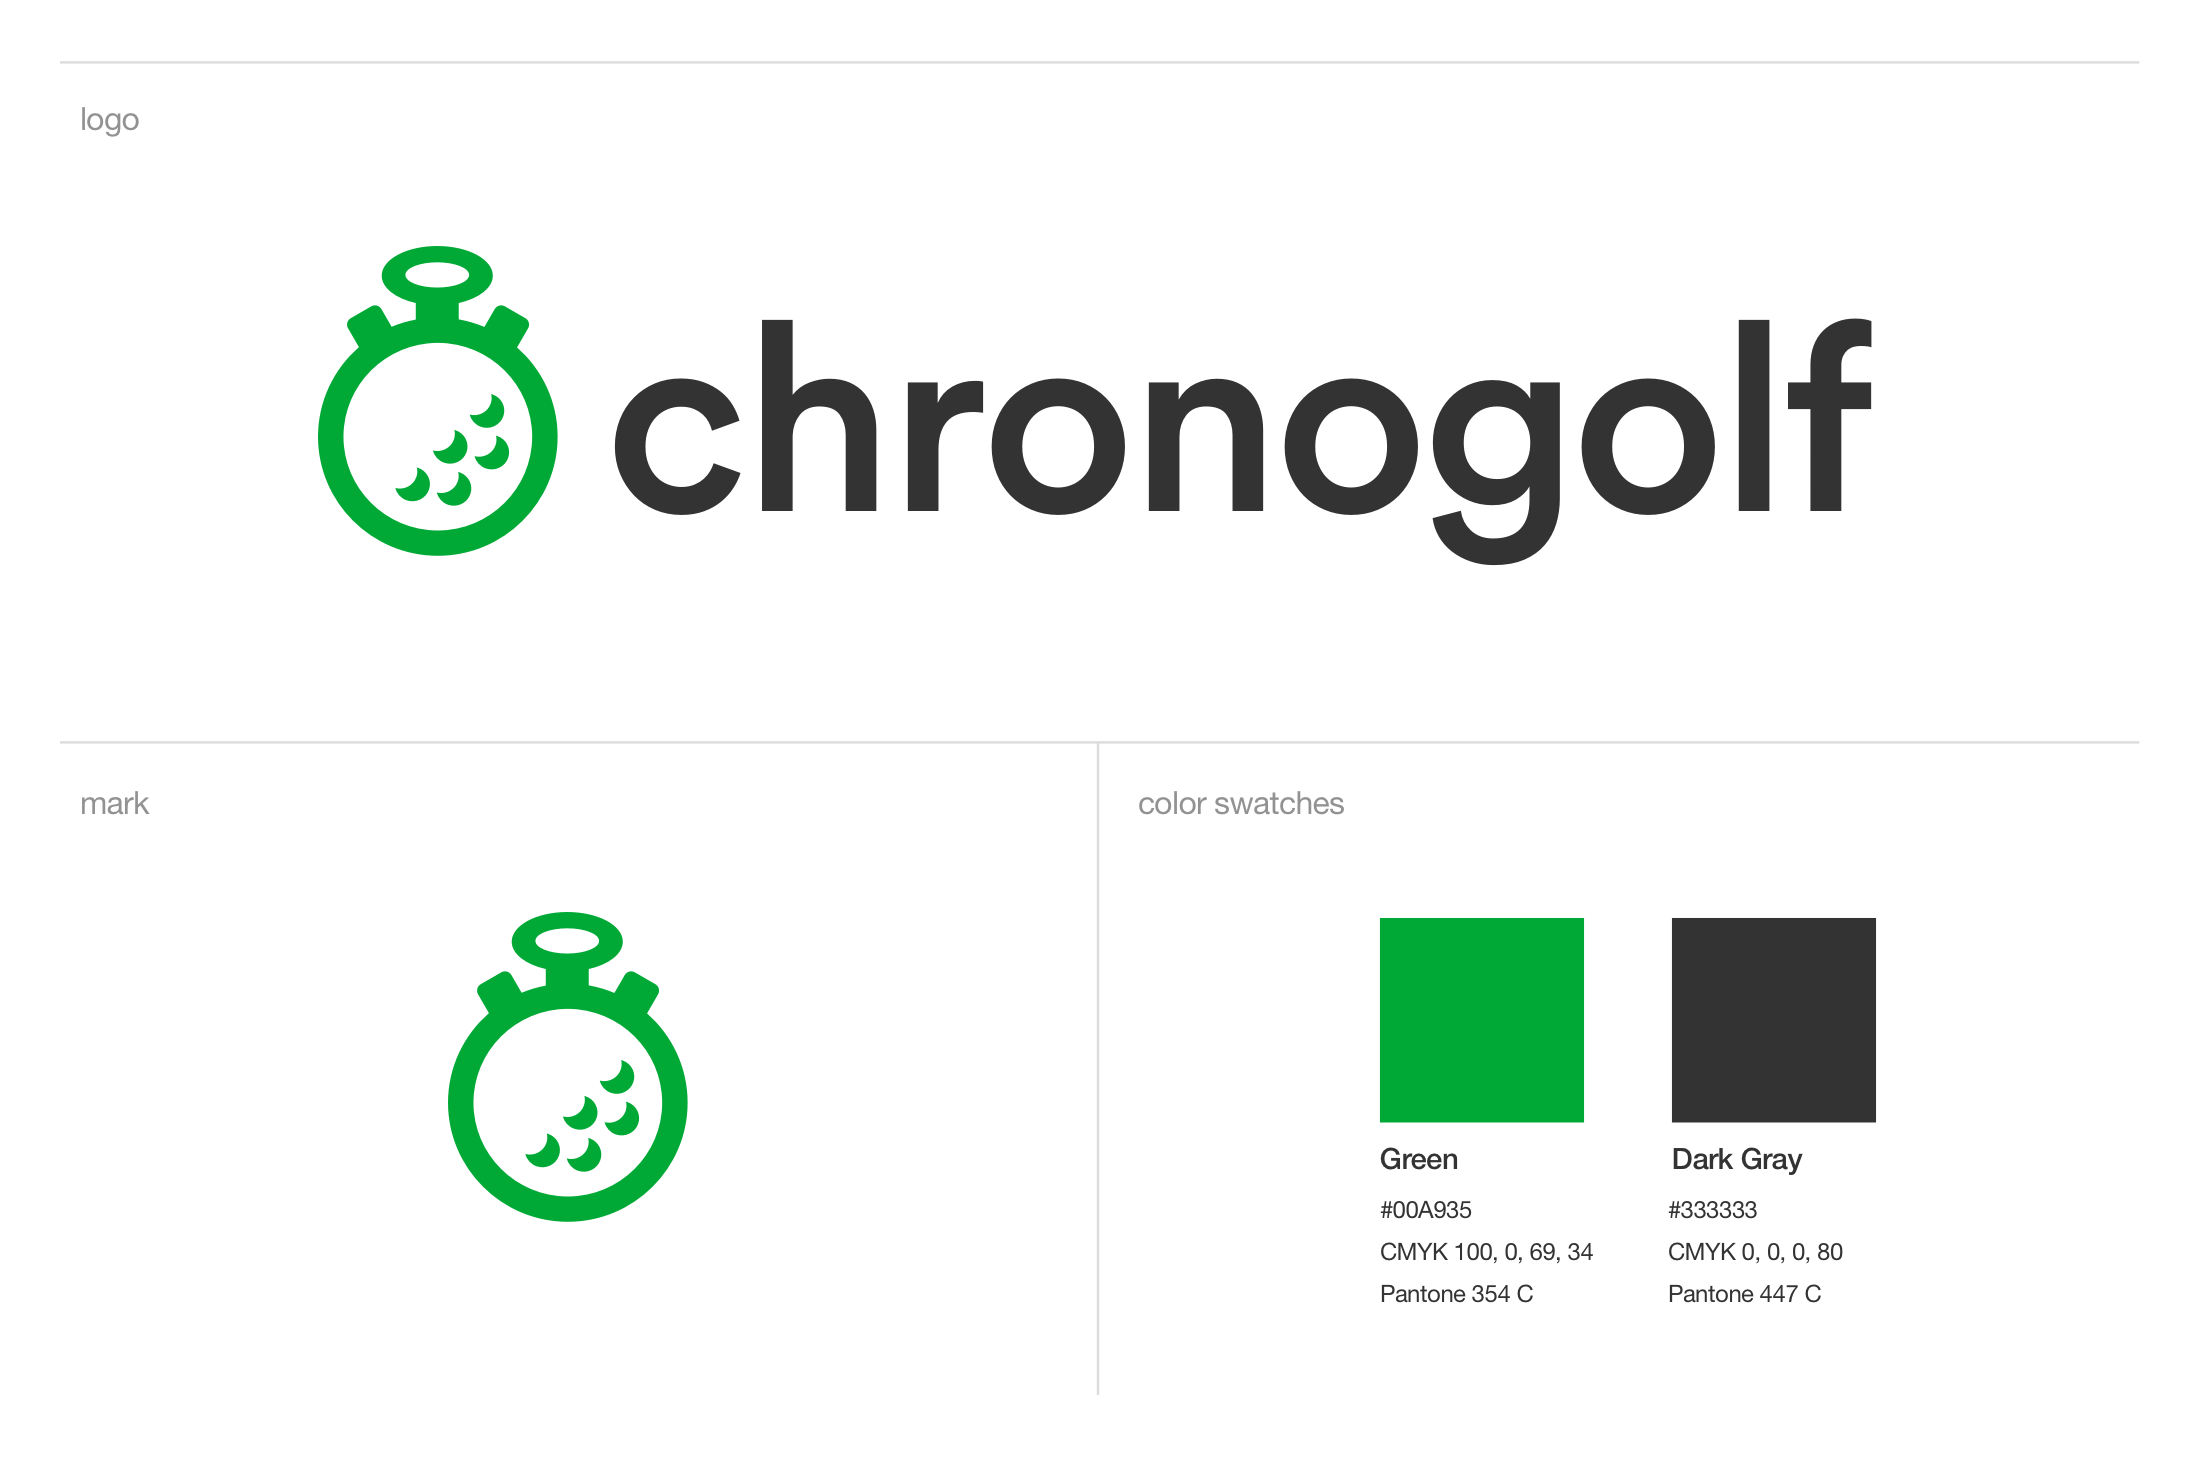 logo
chronogolf
mark
color swatches
Green
#00A935
CMYK 100, 0, 69, 34
Pantone 354 C
Dark Gray
#333333
CMYK 0, 0, 0, 80
Pantone 447 C